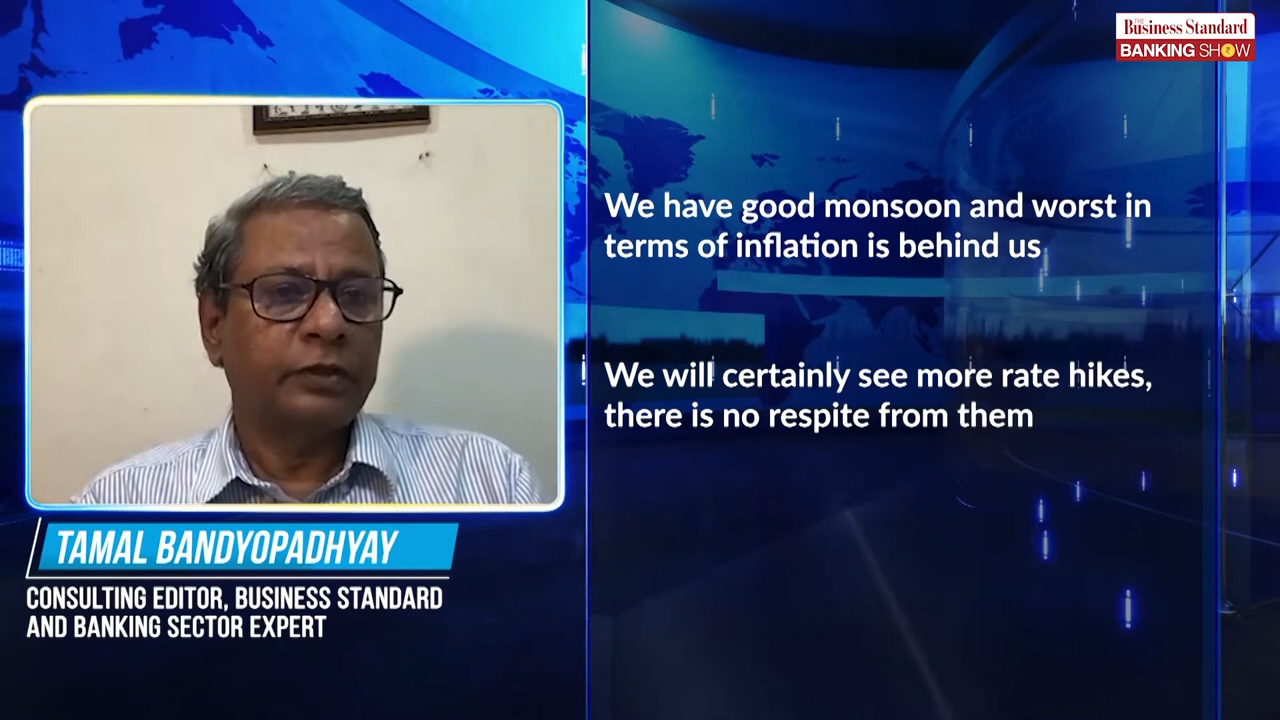 THE
Business Standard
BANKING SHOW
We have good monsoon and worst in
terms of inflation is behind us
We will certainly see more rate hikes,
there is no respite from them
TAMAL BANDYOPADHYAY
CONSULTING EDITOR, BUSINESS STANDARD
AND BANKING SECTOR EXPERT